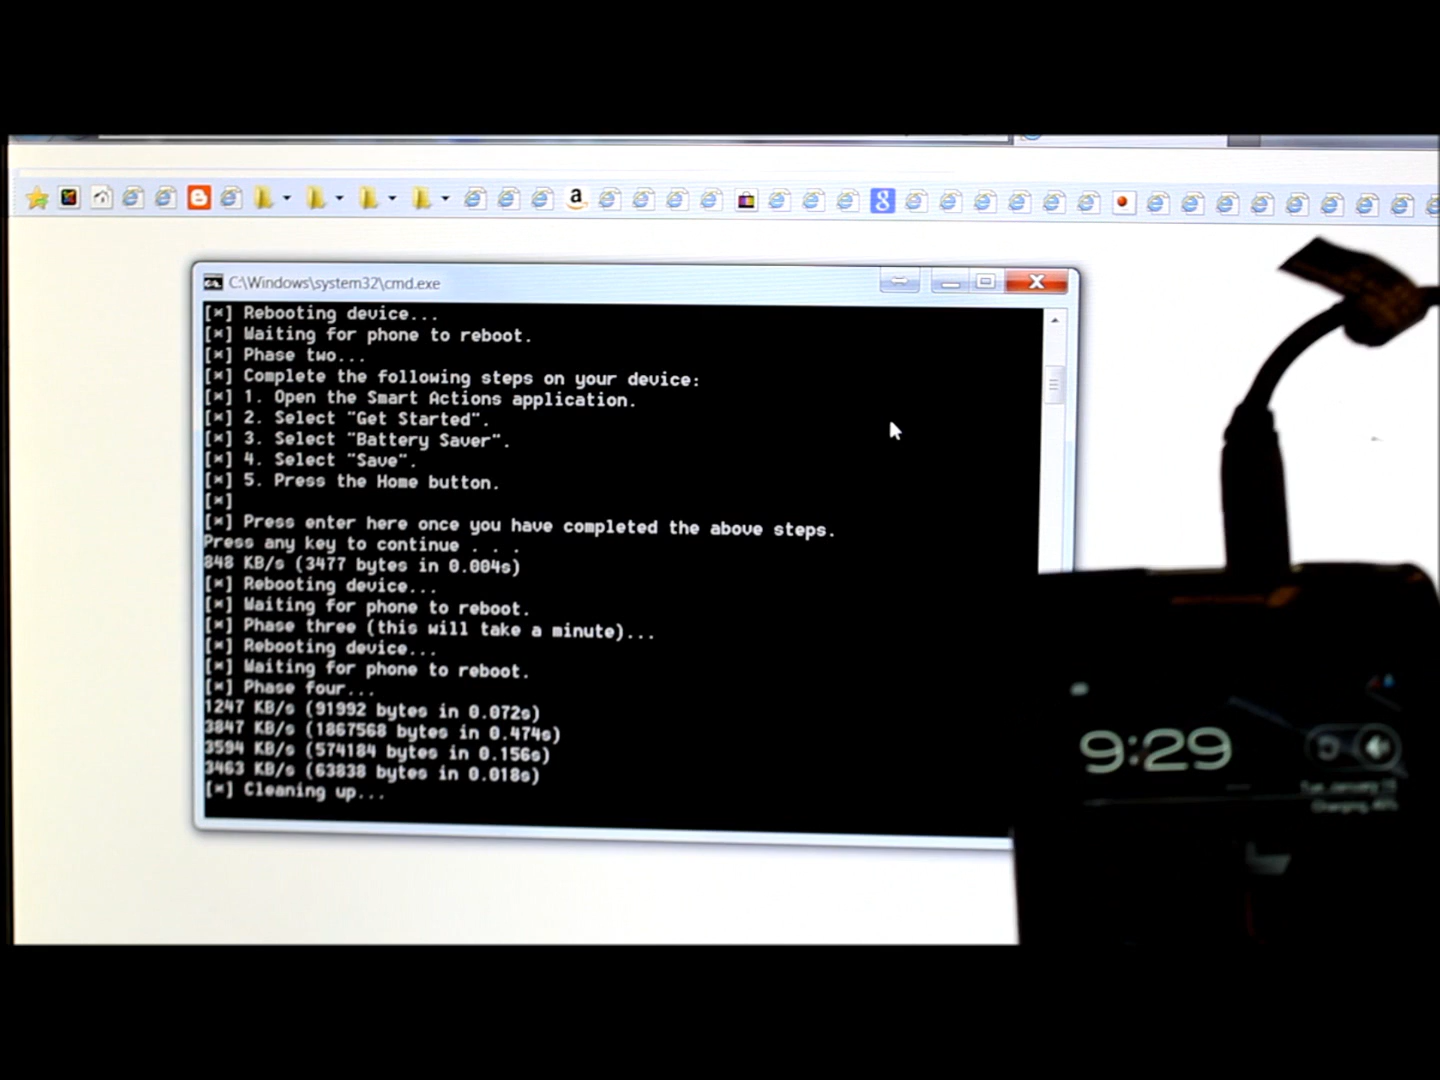 C:\Windows\system32\cmd.exe
[*] Rebooting device...
[*] Waiting for phone to reboot.
[*] Phase two...
[*] Complete the following steps on your device:
[*] 1. Open the Smart Actions application.
[*] 2. Select "Get Started".
[*] 3. Select "Battery Saver".
[*] 4. Select "Save".
[*] 5. Press the Home button.
[*]
[*] Press enter here once you have completed the above steps.
Press any key to continue . . .
848 KB/s (3477 bytes in 0.004s)
[*] Rebooting device...
[*] Waiting for phone to reboot.
[*] Phase three (this will take a minute)...
[*] Rebooting device...
[*] Waiting for phone to reboot.
[*] Phase four...
1247 KB/s (91992 bytes in 0.072s)
3847 KB/s (1867568 bytes in 0.474s)
3594 KB/s (574184 bytes in 0.156s)
3463 KB/s (63838 bytes in 0.018s)
[*] Cleaning up...
9:29
Tue, January
Charging,